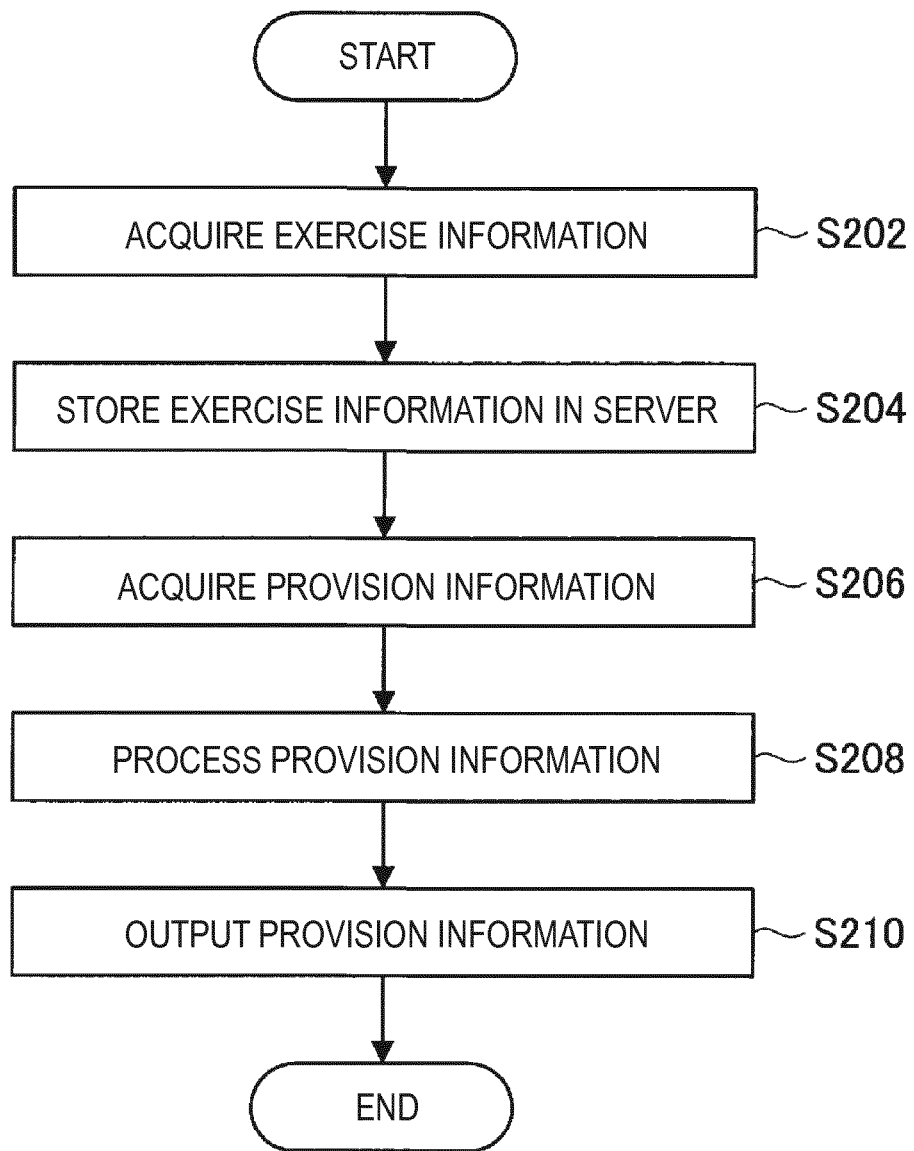 START
ACQUIRE EXERCISE INFORMATION S202
STORE EXERCISE INFORMATION IN SERVER S204
ACQUIRE PROVISION INFORMATION S206
PROCESS PROVISION INFORMATION S208
OUTPUT PROVISION INFORMATION S210
END